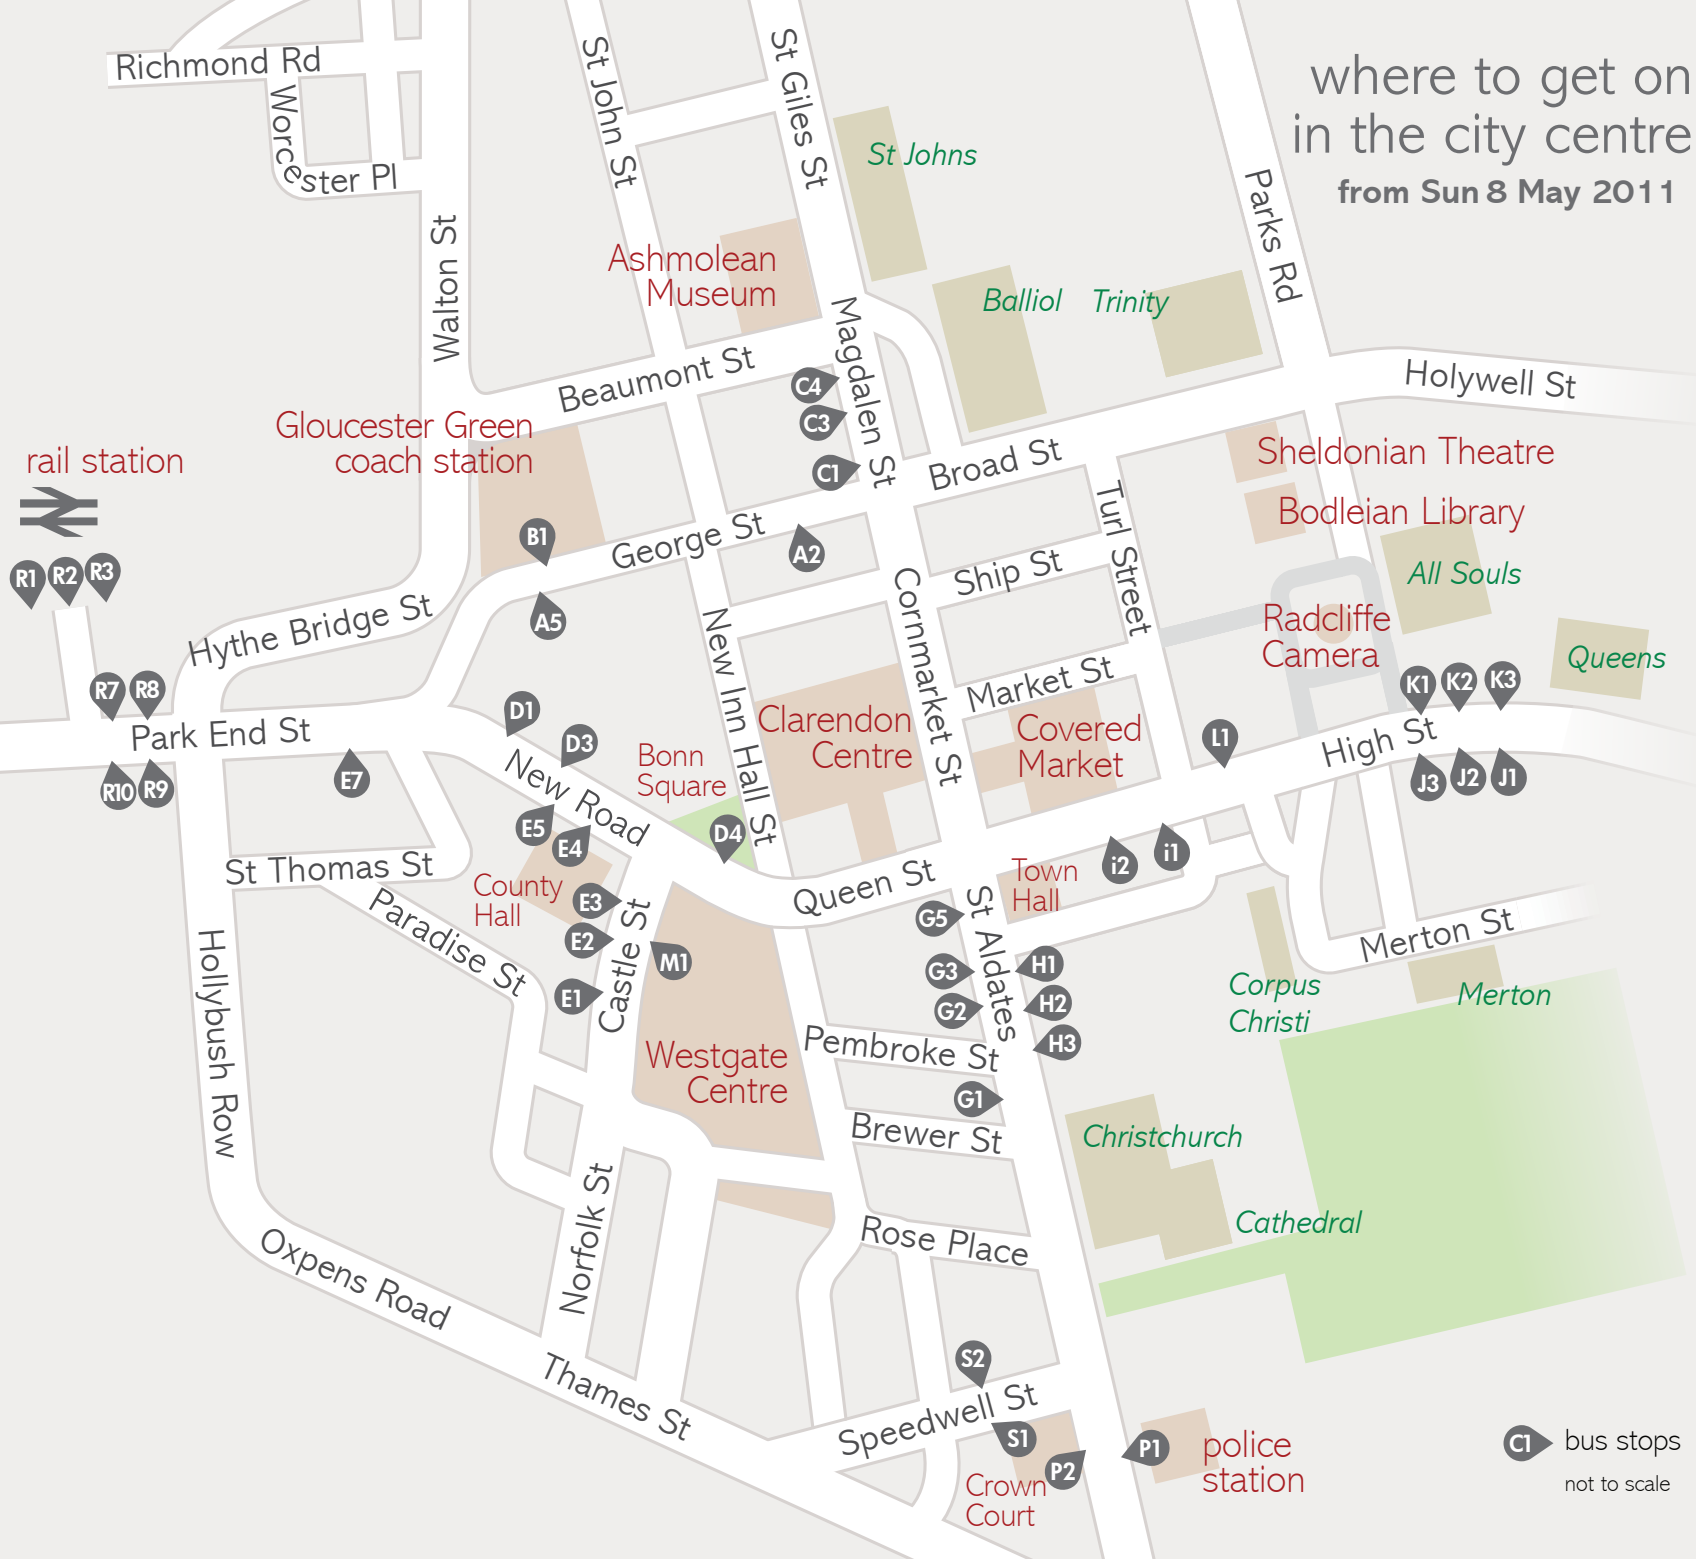 where to get on
in the city centre
from Sun 8 May 2011
Richmond Rd
Worcester Pl
Walton St
St John St
St Giles St
Parks Rd
St Johns
Ashmolean
Museum
Balliol
Trinity
Magdalen St
Beaumont St
C4
C3
C1
Holywell St
Gloucester Green
coach station
rail station
Broad St
Sheldonian Theatre
Bodleian Library
Turl Street
B1
George St
A2
R1
R2
R3
Ship St
All Souls
A5
Hythe Bridge St
New Inn Hall St
Cornmarket St
Radcliffe
Camera
Queens
R7
R8
Park End St
R10
R9
E7
D1
D3
New Road
Bonn
Square
Clarendon
Centre
Market St
Covered
Market
L1
K1
K2
K3
High St
J3
J2
J1
E5
E4
D4
St Thomas St
County
Hall
Queen St
Town
Hall
i2
i1
Paradise St
E3
E2
E1
Castle St
M1
G5
St Aldates
G3
G2
H1
H2
H3
Merton St
Corpus
Christi
Merton
Hollybush Row
Westgate
Centre
Pembroke St
G1
Brewer St
Christchurch
Cathedral
Norfolk St
Rose Place
Oxpens Road
Thames St
S2
Speedwell St
S1
P2
P1
Crown
Court
police
station
C1
bus stops
not to scale